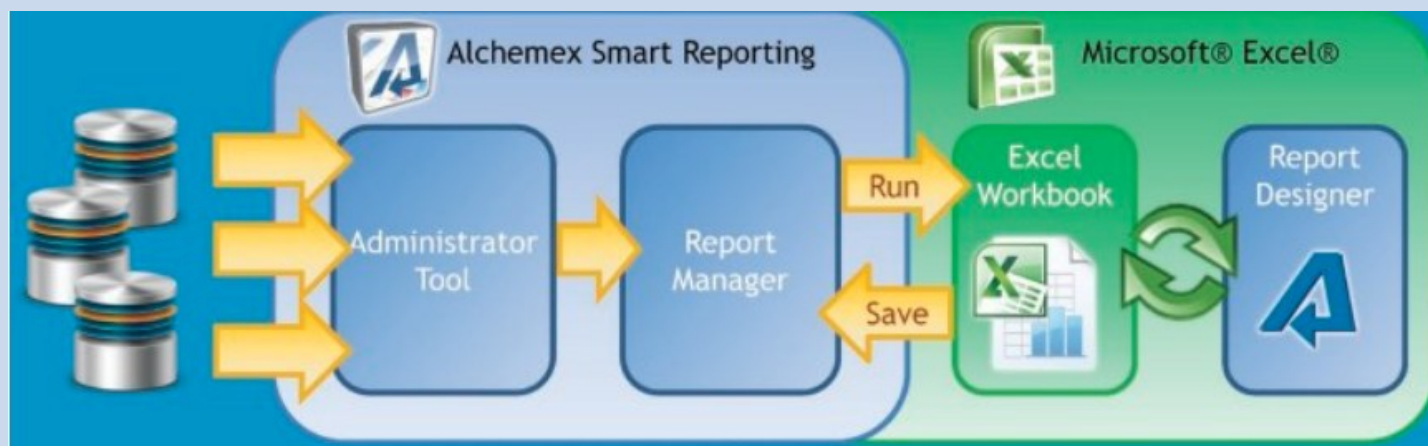 Alchemex Smart Reporting
Microsoft® Excel®
Administrator
Tool
Report
Manager
Run
Save
Excel
Workbook
Report
Designer